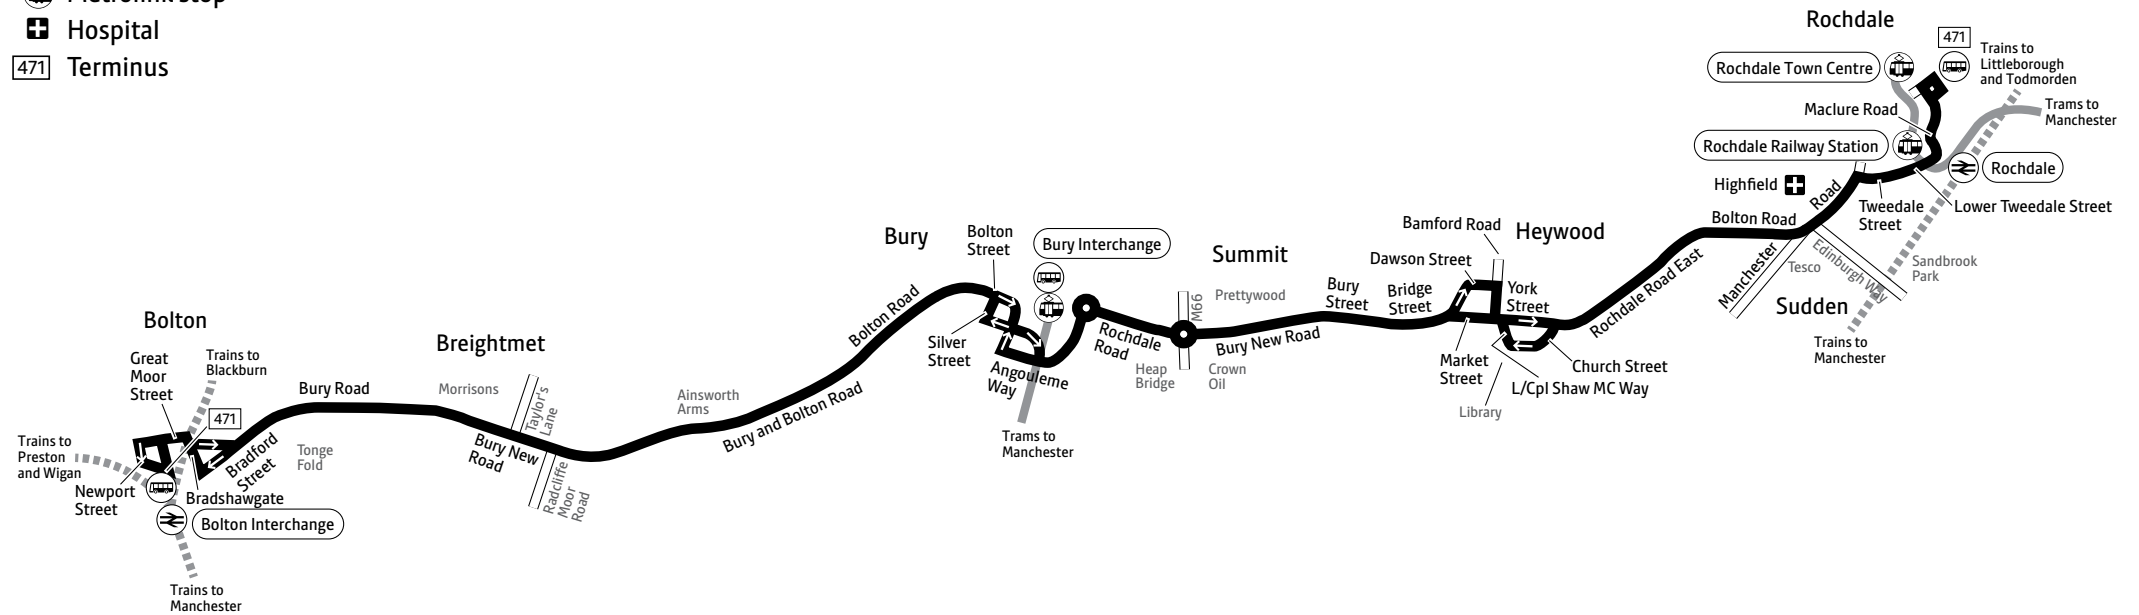 Metrolink stop
Hospital
471 Terminus
Rochdale
471
Trains to
Littleborough
and Todmorden
Rochdale Town Centre
Maclure Road
Trams to
Manchester
Rochdale Railway Station
Rochdale
Highfield
Road
Tweedale
Street
Lower Tweedale Street
Bolton Road
Manchester
Tesco
Edinburgh Way
Sandbrook
Park
Sudden
Trains to
Manchester
Bamford Road
Heywood
Dawson Street
York
Street
Rochdale Road East
Bury
Street
Bridge
Street
Market
Street
Church Street
L/Cpl Shaw MC Way
Library
Summit
Prettywood
M66
Bury New Road
Crown
Oil
Rochdale
Road
Heap
Bridge
Bury
Bolton
Street
Bury Interchange
Silver
Street
Angouleme
Way
Trams to
Manchester
Bolton Road
Bury and Bolton Road
Ainsworth
Arms
Breightmet
Morrisons
Taylor's
Lane
Bury New
Road
Radcliffe
Moor
Road
Bolton
Great
Moor
Street
Trains to
Blackburn
Bury Road
471
Tonge
Fold
Bradford
Street
Trains to
Preston
and Wigan
Newport
Street
Bradshawgate
Bolton Interchange
Trains to
Manchester